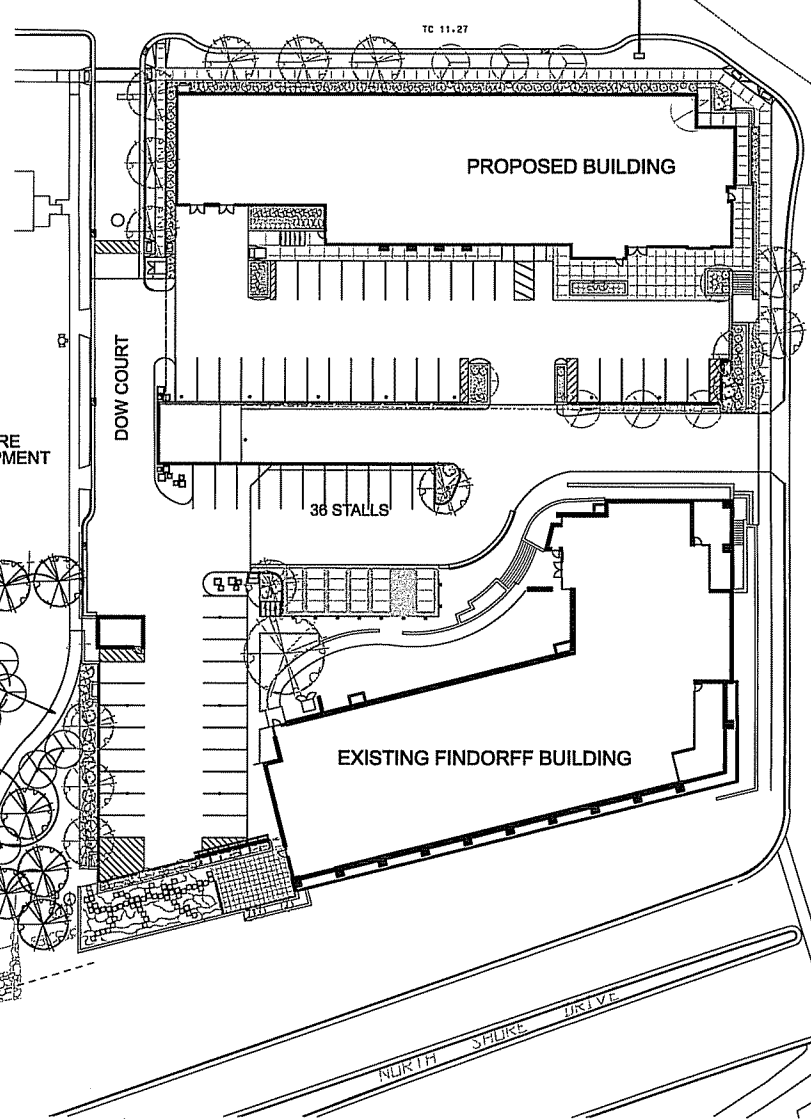 TC 11.27
PROPOSED BUILDING
DOW COURT
RE
PMENT
36 STALLS
EXISTING FINDORFF BUILDING
NORTH SHORE DRIVE